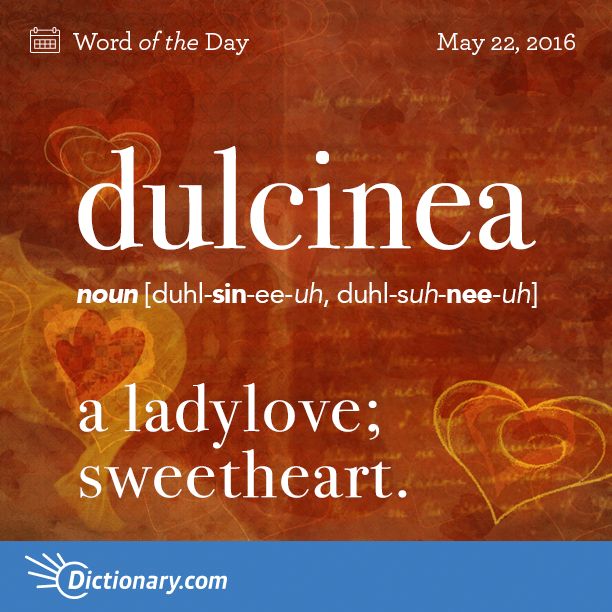 Word of the Day
May 22, 2016
dulcinea
noun [duhl-sin-ee-uh, duhl-suh-nee-uh]
a ladylove;
sweetheart.
Dictionary.com